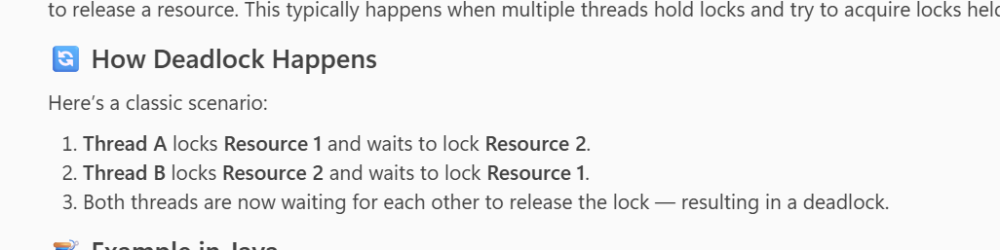 to release a resource. This typically happens when multiple threads hold locks and try to acquire locks held
🔄 How Deadlock Happens
Here's a classic scenario:
1. Thread A locks Resource 1 and waits to lock Resource 2.
2. Thread B locks Resource 2 and waits to lock Resource 1.
3. Both threads are now waiting for each other to release the lock — resulting in a deadlock.
Example in Java